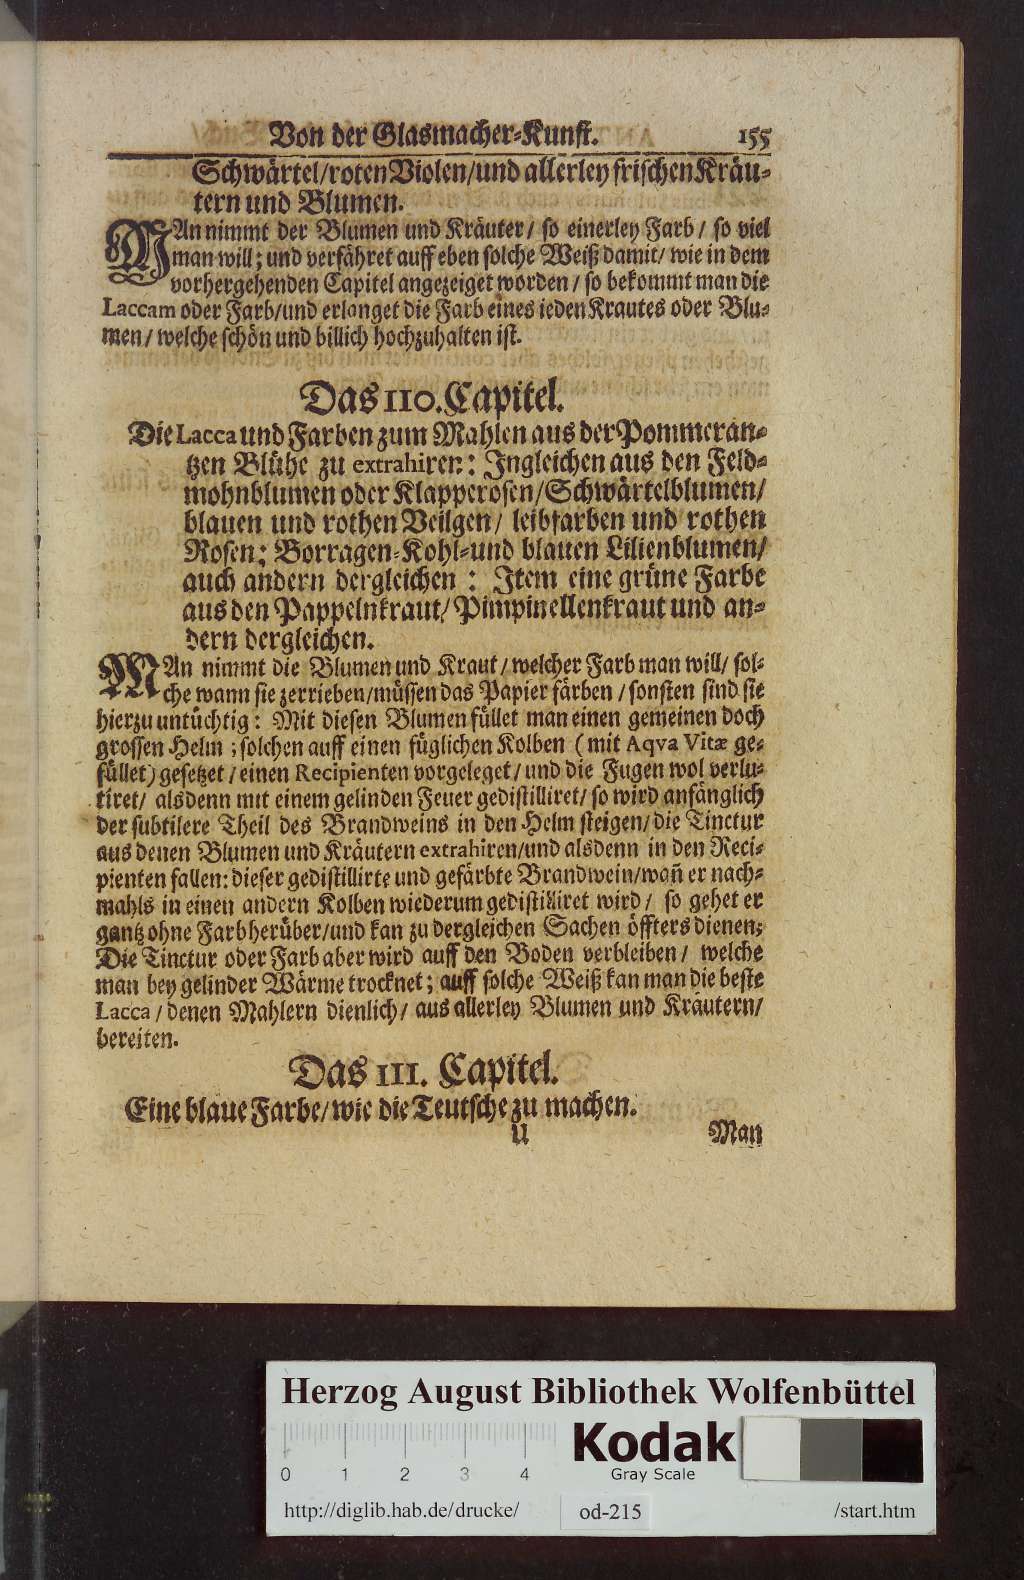 Von der Glasmacher-Kunst. 155
Schwärtel/roten Violen/und allerley frischen Kräu-
tern und Blumen.
MAn nimmt der Blumen und Kräuter/ so einerley Farb/ so viel
man will; und verfähret auff eben solche Weiß damit/ wie in dem
vorhergehenden Capitel angezeiget worden/ so bekommt man die
Laccam oder Farb/und erlanget die Farb eines ieden Krautes oder Blu-
men/ welche schön und billich hochzuhalten ist.
Das 110. Capitel.
Die Lacca und Farben zum Mahlen aus der Pommeran-
tzen Blühe zu extrahiren: Ingleichen aus den Feld-
mohnblumen oder Klapperosen/Schwärtelblumen/
blauen und rothen Veilgen/ leibfarben und rothen
Rosen; Borragen-Kohl-und blauen Lilienblumen/
auch andern dergleichen: Item eine grüne Farbe
aus den Pappelnkraut/ Pimpinellenkraut und an-
dern dergleichen.
MAn nimmt die Blumen und Kraut/ welcher Farb man will/ sol-
che wann sie zerrieben/müssen das Papier färben/ sonsten sind sie
hierzu untüchtig: Mit diesen Blumen füllet man einen gemeinen doch
grossen Helm; solchen auff einen füglichen Kolben (mit Aqva Vitæ ge-
füllet) gesetzet/ einen Recipienten vorgeleget/ und die Fugen wol verlu-
tiret/ alsdenn mit einem gelinden Feuer gedistilliret/ so wird anfänglich
der subtilere Theil des Brandweins in den Helm steigen/ die Tinctur
aus denen Blumen und Kräutern extrahiren/und alsdenn in den Reci-
pienten fallen: dieser gedistillirte und gefärbte Brandwein/wañ er nach-
mahls in einen andern Kolben wiederum gedistilliret wird/ so gehet er
gantz ohne Farb herüber/und kan zu dergleichen Sachen öffters dienen;
Die Tinctur oder Farb aber wird auff den Boden verbleiben/ welche
man bey gelinder Wärme trocknet; auff solche Weiß kan man die beste
Lacca/ denen Mahlern dienlich/ aus allerley Blumen und Kräutern/
bereiten.
Das 111. Capitel.
Eine blaue Farbe/ wie die Teutsche zu machen.
U Man
Herzog August Bibliothek Wolfenbüttel
Kodak
Gray Scale
0 1 2 3 4
http://diglib.hab.de/drucke/ od-215 /start.htm